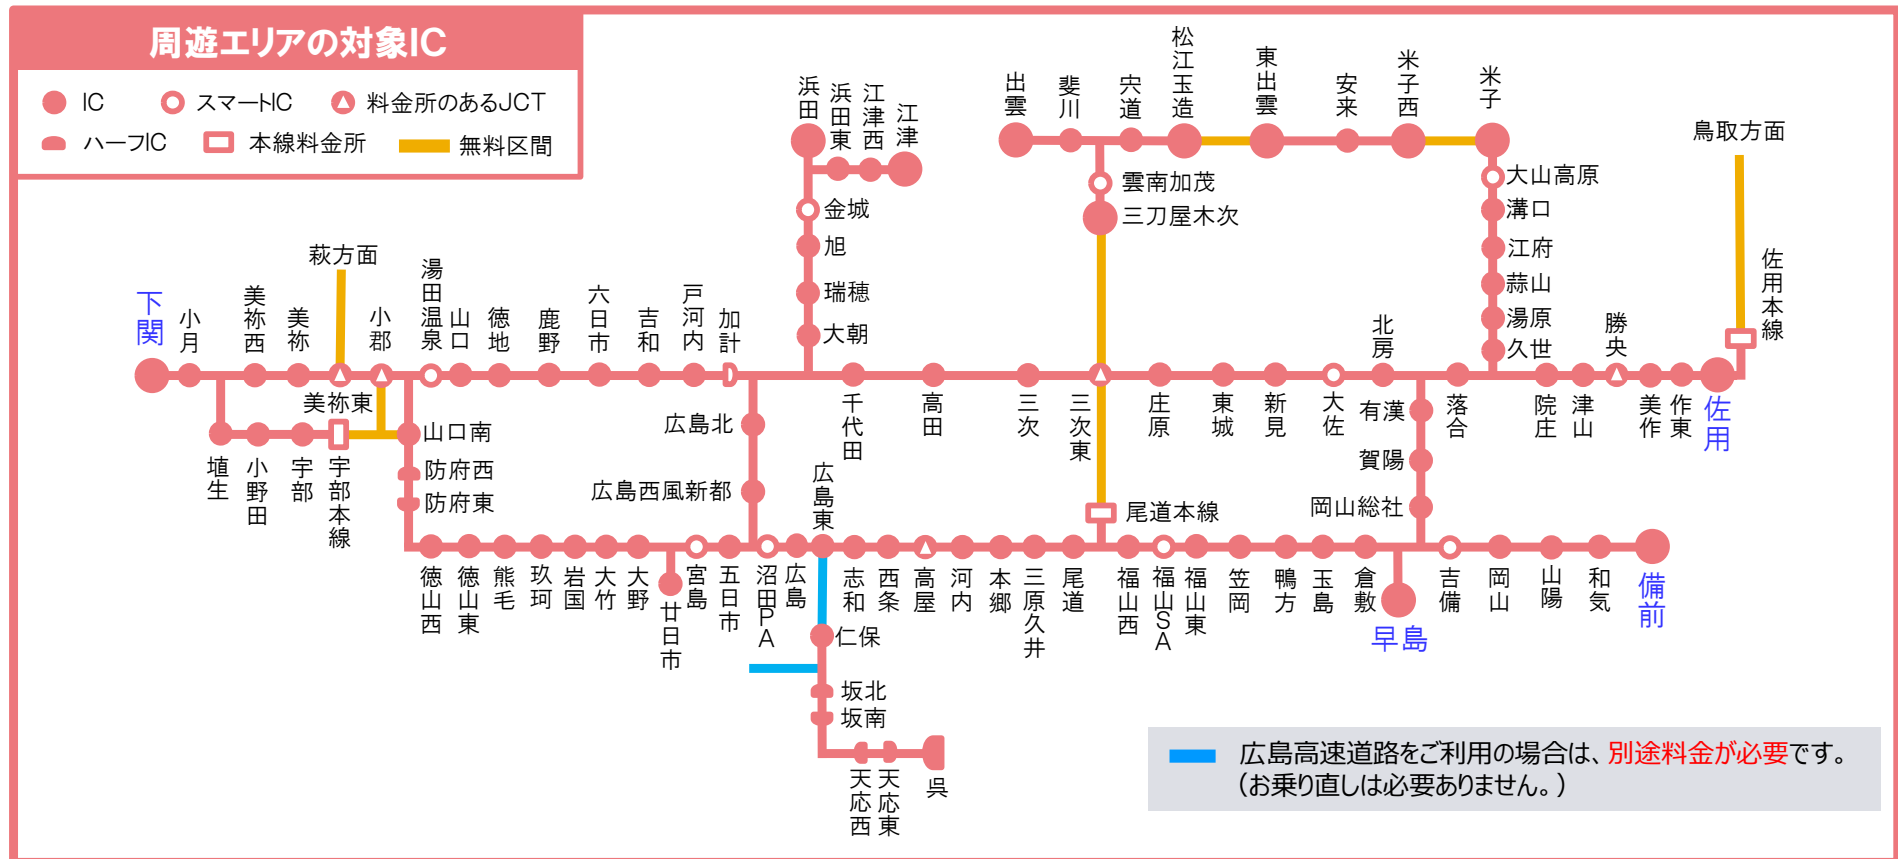 周遊エリアの対象IC
IC
スマートIC
料金所のあるJCT
ハーフIC
本線料金所
無料区間
浜田
浜田東
江津西
江津
出雲
斐川
宍道
松江玉造
東出雲
安来
米子西
米子
鳥取方面
大山高原
溝口
江府
蒜山
湯原
久世
雲南加茂
三刀屋木次
金城
旭
瑞穂
大朝
萩方面
下関
小月
美祢西
美祢
美祢東
小郡
湯田温泉
山口
徳地
鹿野
六日市
吉和
戸河内
加計
千代田
高田
三次
三次東
庄原
東城
新見
大佐
北房
落合
院庄
津山
勝央
美作
作東
佐用
佐用本線
埴生
小野田
宇部
宇部本線
山口南
防府西
防府東
広島北
広島西風新都
有漢
賀陽
岡山総社
尾道本線
徳山西
徳山東
熊毛
玖珂
岩国
大竹
大野
廿日市
宮島
五日市
沼田PA
広島
広島東
志和
西条
高屋
河内
本郷
三原久井
尾道
福山西
福山SA
福山東
笠岡
鴨方
玉島
倉敷
早島
吉備
岡山
山陽
和気
備前
仁保
坂北
坂南
天応西
天応東
呉
広島高速道路をご利用の場合は、別途料金が必要です。
（お乗り直しは必要ありません。）